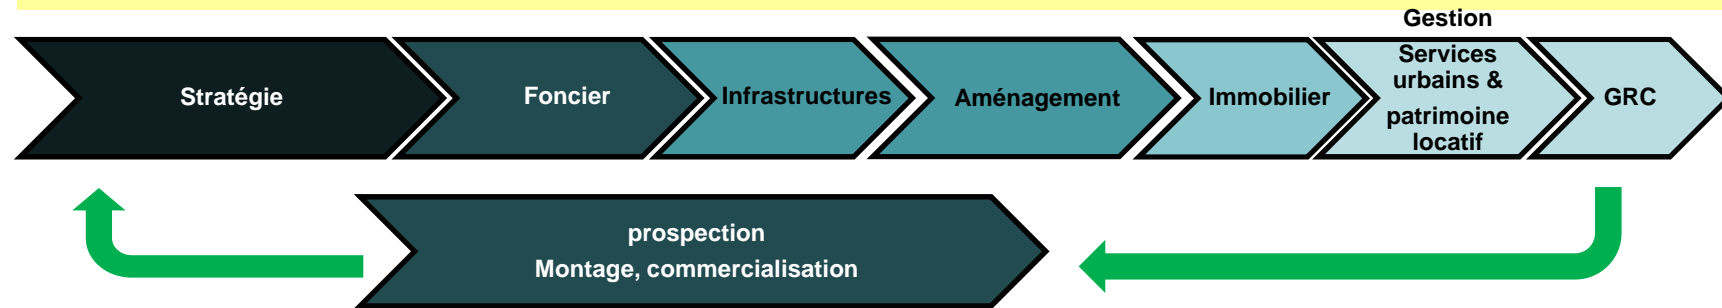 Gestion
Stratégie
Foncier
Infrastructures
Aménagement
Immobilier
Services
urbains &
patrimoine
locatif
GRC
prospection
Montage, commercialisation